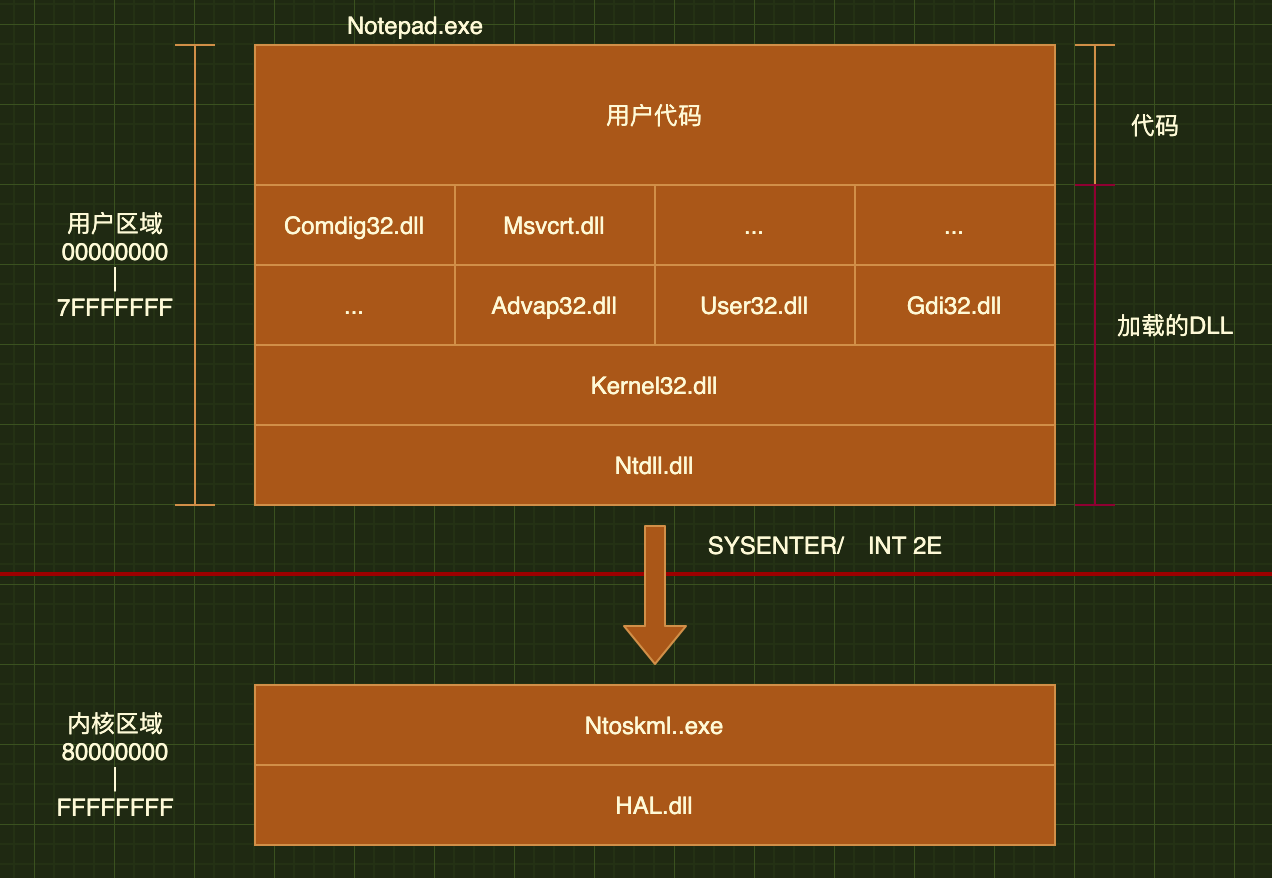 Notepad.exe
用户代码
代码
用户区域
00000000
|
7FFFFFFF
Comdig32.dll
Msvcrt.dll
...
...
...
Advap32.dll
User32.dll
Gdi32.dll
加载的DLL
Kernel32.dll
Ntdll.dll
SYSENTER/ INT 2E
内核区域
80000000
|
FFFFFFFF
Ntoskml..exe
HAL.dll